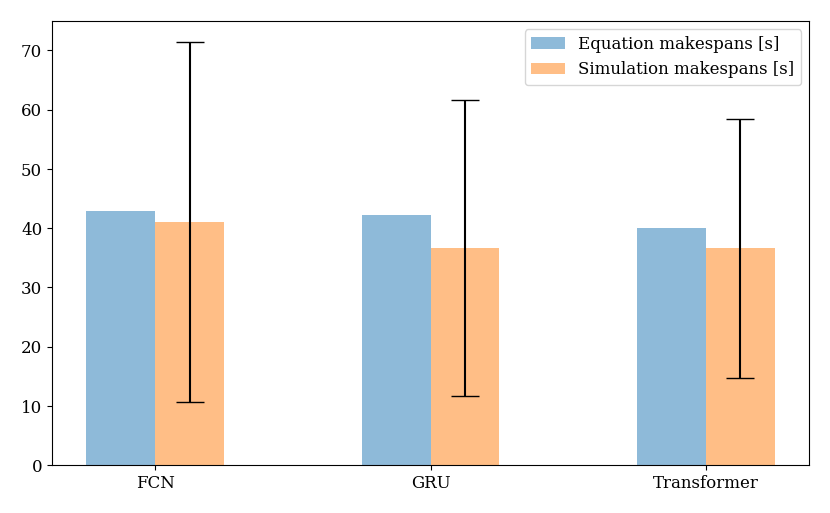 70
60
50
40
30
20
10
0
Equation makespans [s]
Simulation makespans [s]
FCN
GRU
Transformer